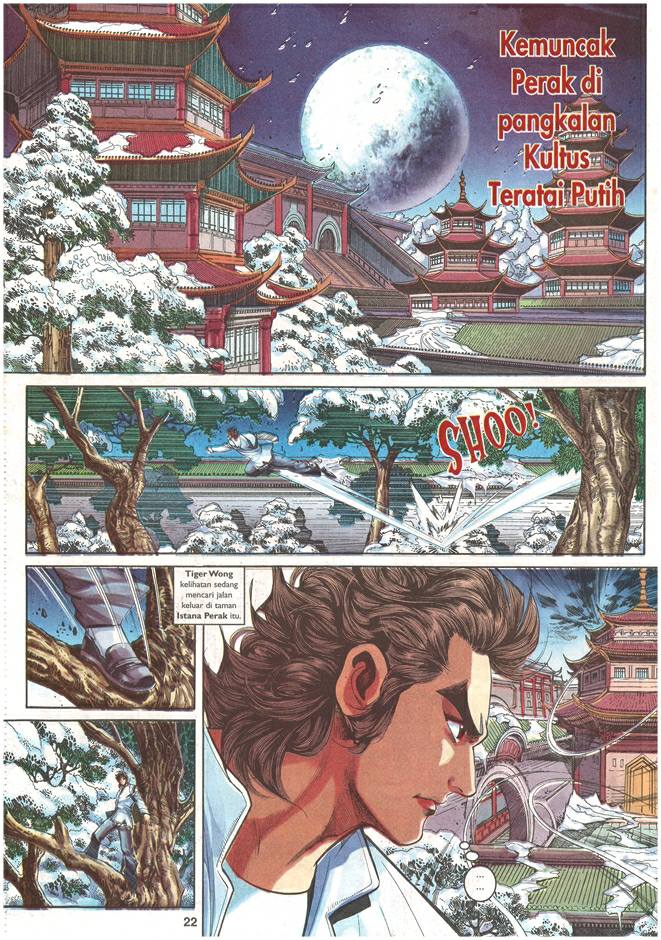 Kemuncak
Perak di
pangkalan
Kultus
Teratai Putih
SHOO!
Tiger Wong
kelihatan sedang
mencari jalan
keluar di taman
Istana Perak itu.
...
...
22